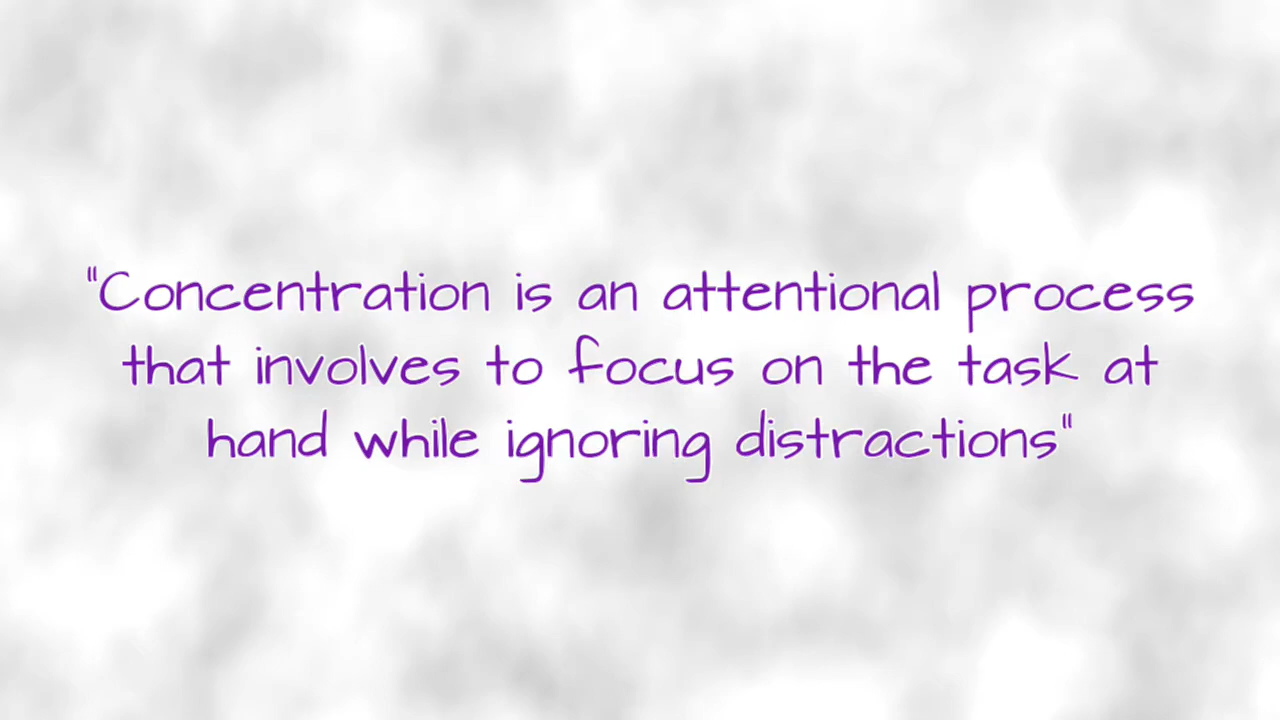 "Concentration is an attentional process
that involves to focus on the task at
hand while ignoring distractions"